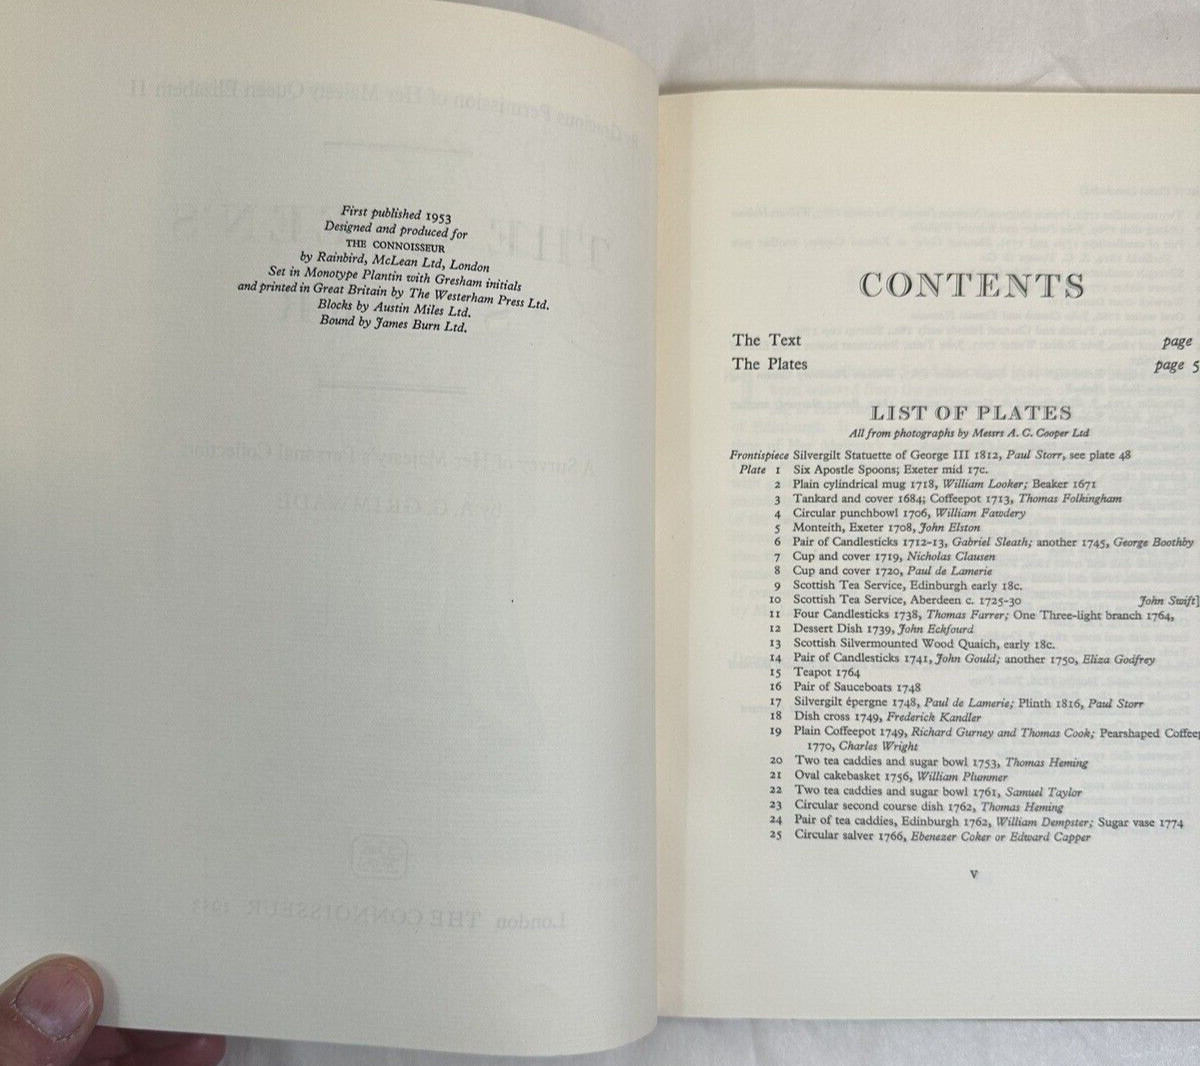 First published 1953
Designed and produced for
THE CONNOISSEUR
by Rainbird, McLean Ltd, London
Set in Monotype Plantin with Gresham initials
and printed in Great Britain by The Westerham Press Ltd.
Blocks by Austin Miles Ltd.
Bound by James Burn Ltd.
CONTENTS
The Text page
The Plates page 5
LIST OF PLATES
All from photographs by Messrs A. C. Cooper Ltd
Frontispiece Silvergilt Statuette of George III 1812, Paul Storr, see plate 48
Plate 1 Six Apostle Spoons; Exeter mid 17c.
2 Plain cylindrical mug 1718, William Looker; Beaker 1671
3 Tankard and cover 1684; Coffeepot 1713, Thomas Folkingham
4 Circular punchbowl 1706, William Fawdery
5 Monteith, Exeter 1708, John Elston
6 Pair of Candlesticks 1712-13, Gabriel Sleath; another 1745, George Boothby
7 Cup and cover 1719, Nicholas Clausen
8 Cup and cover 1720, Paul de Lamerie
9 Scottish Tea Service, Edinburgh early 18c.
10 Scottish Tea Service, Aberdeen c. 1725-30 John Swift]
11 Four Candlesticks 1738, Thomas Farrer; One Three-light branch 1764,
12 Dessert Dish 1739, John Eckfourd
13 Scottish Silvermounted Wood Quaich, early 18c.
14 Pair of Candlesticks 1741, John Gould; another 1750, Eliza Godfrey
15 Teapot 1764
16 Pair of Sauceboats 1748
17 Silvergilt épergne 1748, Paul de Lamerie; Plinth 1816, Paul Storr
18 Dish cross 1749, Frederick Kandler
19 Plain Coffeepot 1749, Richard Gurney and Thomas Cook; Pearshaped Coffeep
1770, Charles Wright
20 Two tea caddies and sugar bowl 1753, Thomas Heming
21 Oval cakebasket 1756, William Plummer
22 Two tea caddies and sugar bowl 1761, Samuel Taylor
23 Circular second course dish 1762, Thomas Heming
24 Pair of tea caddies, Edinburgh 1762, William Dempster; Sugar vase 1774
25 Circular salver 1766, Ebenezer Coker or Edward Capper
v